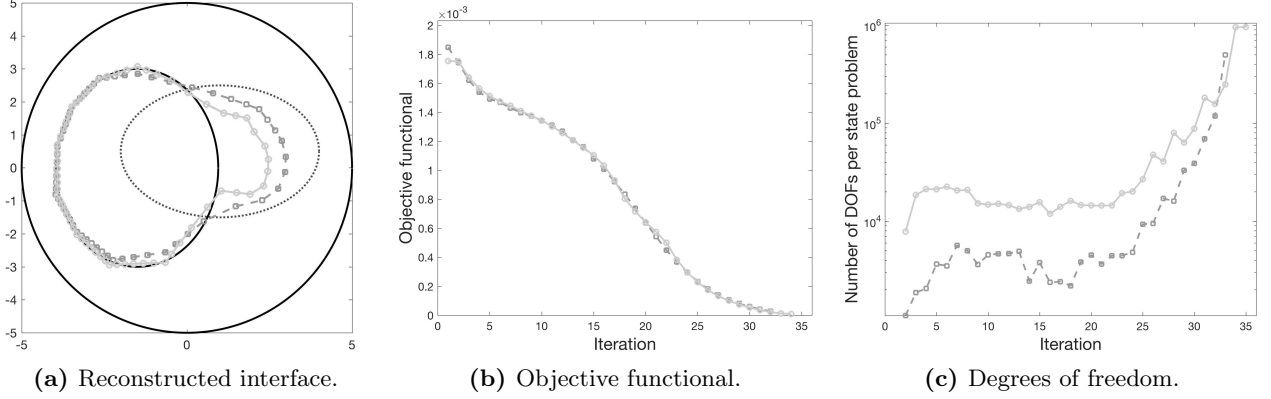 5
4
3
2
1
0
-1
-2
-3
-4
-5
-5 0 5
(a) Reconstructed interface.
×10⁻³
2
1.8
1.6
1.4
1.2
1
0.8
0.6
0.4
0.2
0
Objective functional
0 5 10 15 20 25 30 35
Iteration
(b) Objective functional.
10⁶
10⁵
10⁴
Number of DOFs per state problem
0 5 10 15 20 25 30 35
Iteration
(c) Degrees of freedom.